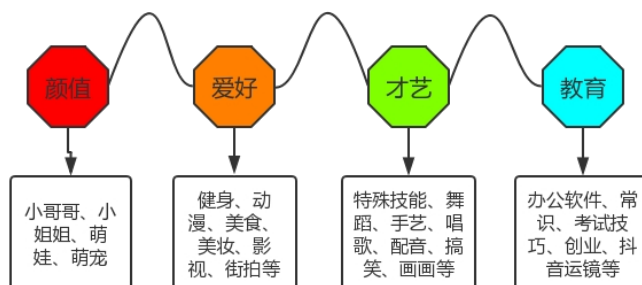 颜值
爱好
才艺
教育
小哥哥、小
姐姐、萌
娃、萌宠
健身、动
漫、美食、
美妆、影
视、街拍等
特殊技能、舞
蹈、手艺、唱
歌、配音、搞
笑、画画等
办公软件、常
识、考试技
巧、创业、抖
音运镜等